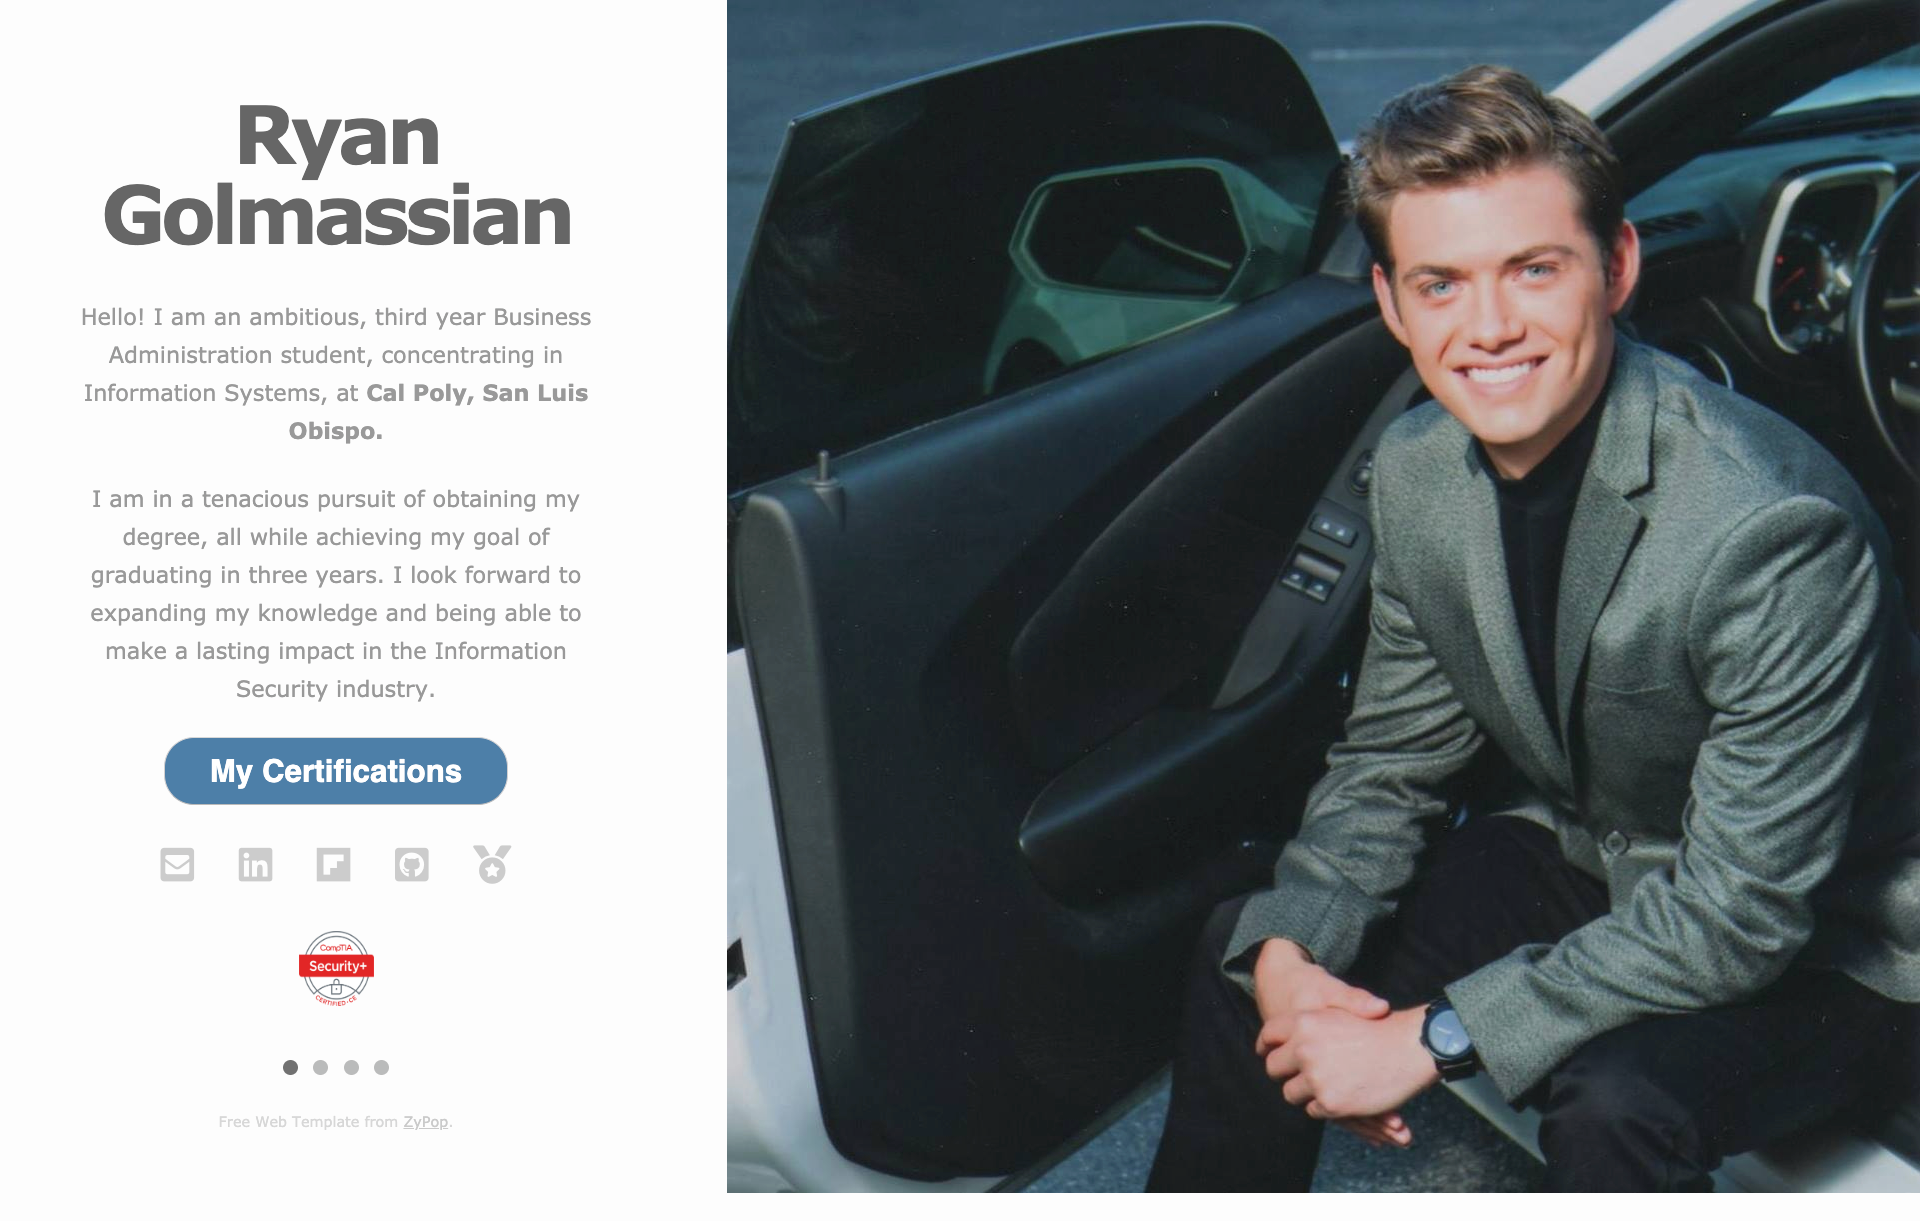 Ryan
Golmassian
Hello! I am an ambitious, third year Business
Administration student, concentrating in
Information Systems, at Cal Poly, San Luis
Obispo.
I am in a tenacious pursuit of obtaining my
degree, all while achieving my goal of
graduating in three years. I look forward to
expanding my knowledge and being able to
make a lasting impact in the Information
Security industry.
My Certifications
in
CompTIA
Security+
CERTIFIED • CE
Free Web Template from ZyPop.